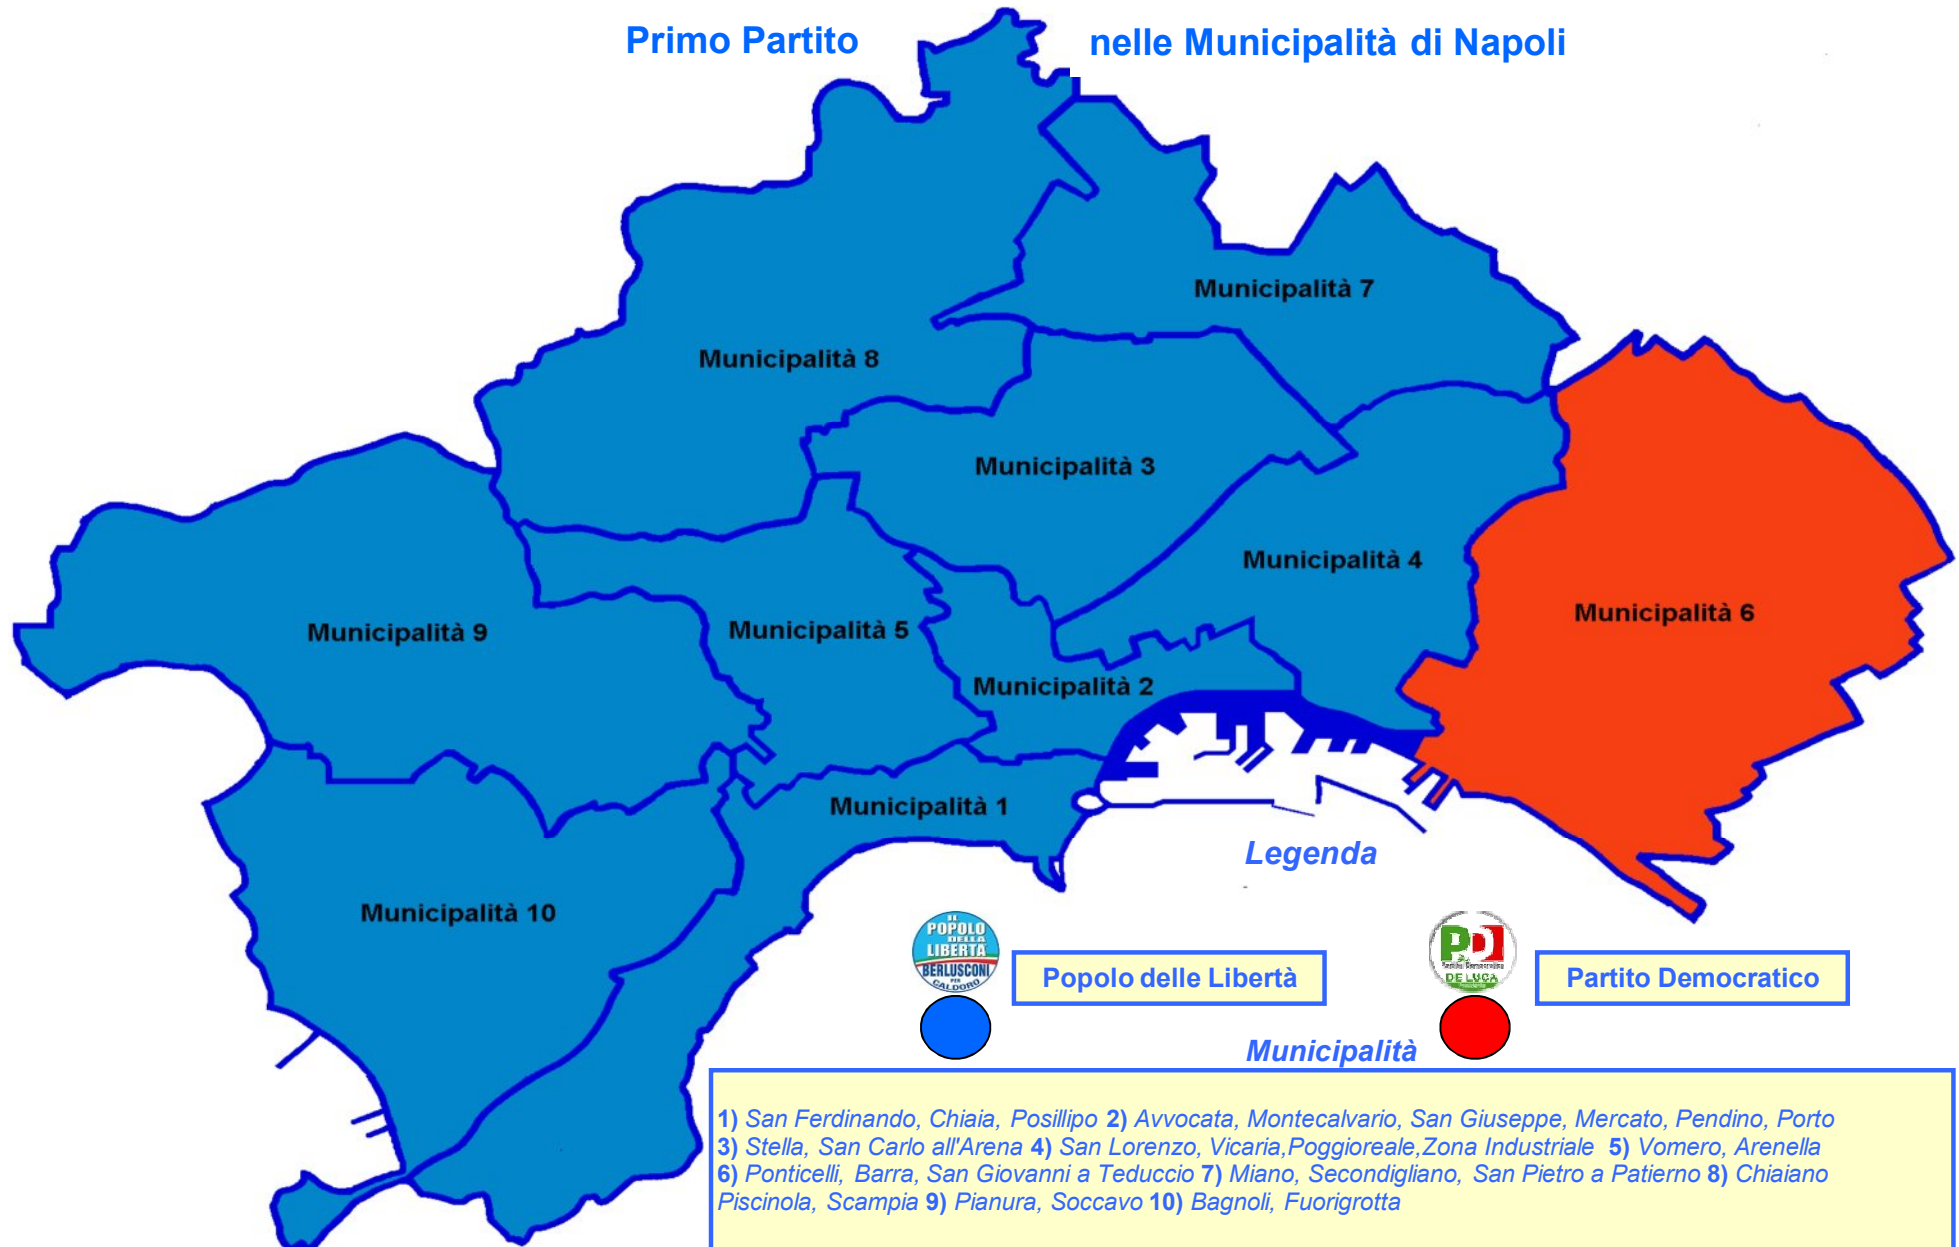 Primo Partito nelle Municipalità di Napoli
Municipalità 7
Municipalità 8
Municipalità 3
Municipalità 4
Municipalità 6
Municipalità 9
Municipalità 5
Municipalità 2
Municipalità 1
Municipalità 10
Legenda
IL
POPOLO
DELLA
LIBERTÀ
BERLUSCONI
PER
CALDORO
Popolo delle Libertà
PD
Partito Democratico
DE LUCA
Partito Democratico
Municipalità
1) San Ferdinando, Chiaia, Posillipo 2) Avvocata, Montecalvario, San Giuseppe, Mercato, Pendino, Porto
3) Stella, San Carlo all'Arena 4) San Lorenzo, Vicaria,Poggioreale,Zona Industriale 5) Vomero, Arenella
6) Ponticelli, Barra, San Giovanni a Teduccio 7) Miano, Secondigliano, San Pietro a Patierno 8) Chiaiano
Piscinola, Scampia 9) Pianura, Soccavo 10) Bagnoli, Fuorigrotta